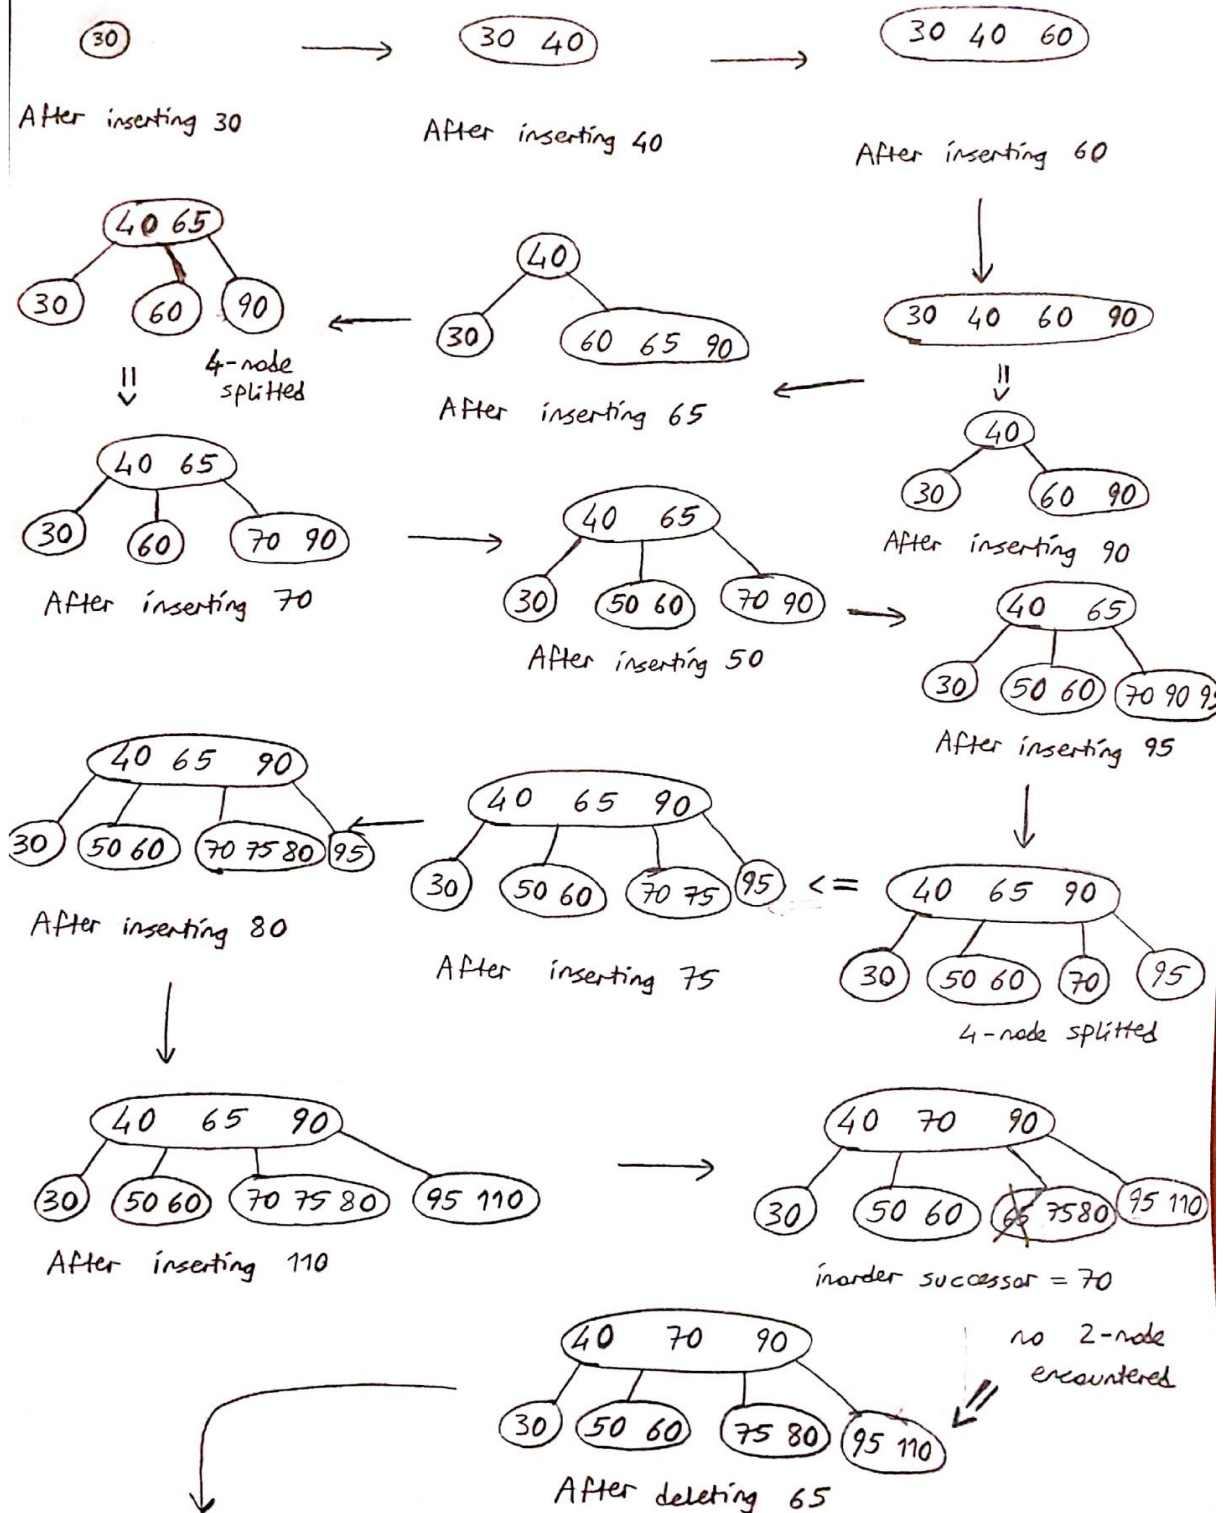 30
30 40
30 40 60
After inserting 30
After inserting 40
After inserting 60
30 40 60 90
40
30
60 90
After inserting 90
40
30
60 65 90
After inserting 65
40 65
30
60
90
4-node
splitted
40 65
30
60
70 90
After inserting 70
40 65
30
50 60
70 90
After inserting 50
40 65
30
50 60
70 90 95
After inserting 95
40 65 90
30
50 60
70
95
4-node splitted
<=
40 65 90
30
50 60
70 75
95
After inserting 75
40 65 90
30
50 60
70 75 80
95
After inserting 80
40 65 90
30
50 60
70 75 80
95 110
After inserting 110
40 70 90
30
50 60
65 75 80
95 110
inorder successor = 70
no 2-node
encountered
40 70 90
30
50 60
75 80
95 110
After deleting 65